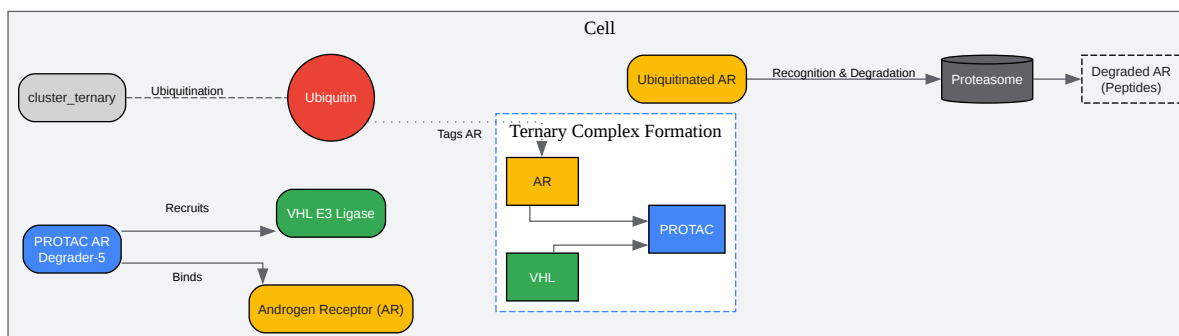 Cell
cluster_ternary
Ubiquitination
Ubiquitin
Tags AR
Ubiquitinated AR
Recognition & Degradation
Proteasome
Degraded AR
(Peptides)
Ternary Complex Formation
AR
PROTAC
VHL
PROTAC AR
Degrader-5
Recruits
VHL E3 Ligase
Binds
Androgen Receptor (AR)